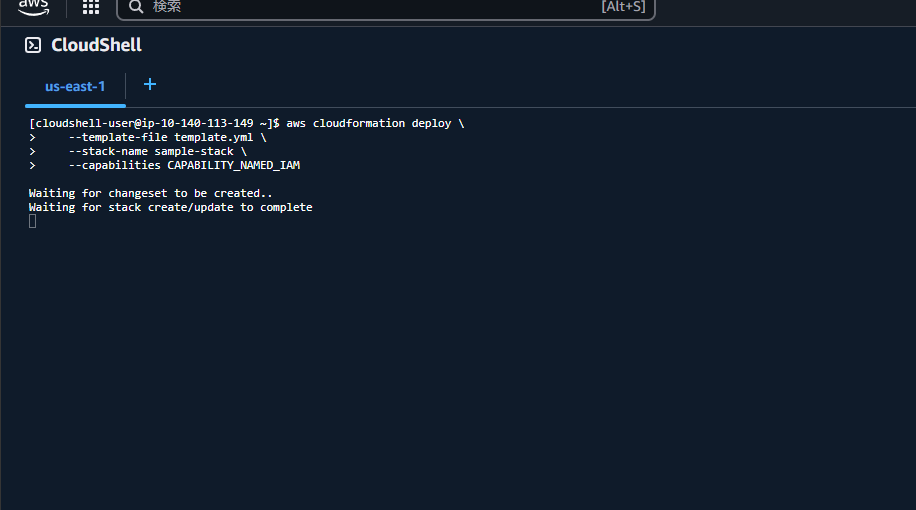 aws
検索
[Alt+S]
CloudShell
us-east-1
+
[cloudshell-user@ip-10-140-113-149 ~]$ aws cloudformation deploy \
>     --template-file template.yml \
>     --stack-name sample-stack \
>     --capabilities CAPABILITY_NAMED_IAM
Waiting for changeset to be created..
Waiting for stack create/update to complete